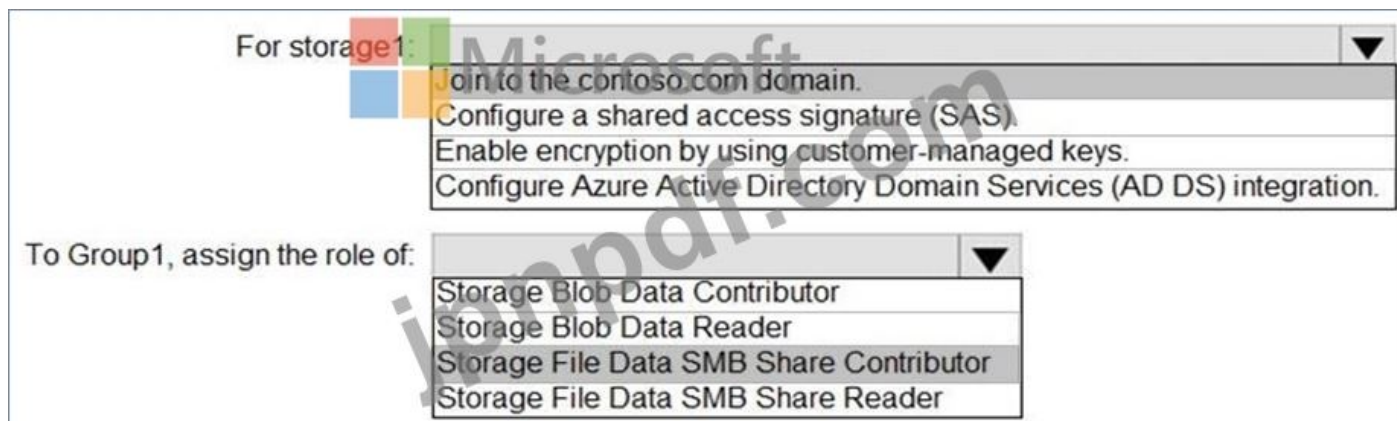 For storage1:
Join to the contoso.com domain.
Configure a shared access signature (SAS).
Enable encryption by using customer-managed keys.
Configure Azure Active Directory Domain Services (AD DS) integration.
To Group1, assign the role of:
Storage Blob Data Contributor
Storage Blob Data Reader
Storage File Data SMB Share Contributor
Storage File Data SMB Share Reader
Microsoft
jpnpdf.com